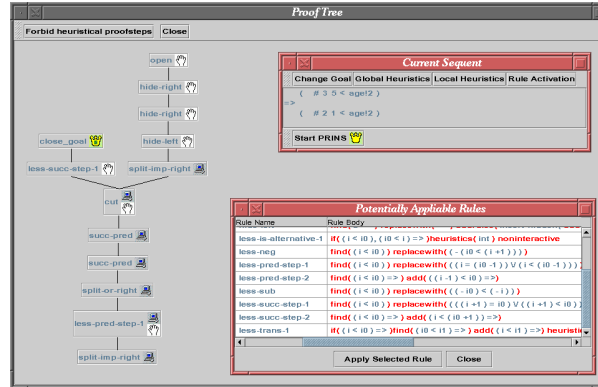 ProofTree
Forbid heuristical proofsteps Close
open
hide-right
hide-right
close_goal hide-left
less-succ-step-1 split-imp-right
cut
succ-pred
succ-pred
split-or-right
less-pred-step-1
split-imp-right
Current Sequent
Change Goal Global Heuristics Local Heuristics Rule Activation
( # 3 5 < age!2 )
=>
( # 2 1 < age!2 )
Start PRINS
Potentially Appliable Rules
Rule Name Rule Body
less-is-alternative-1 if( ( i < i0 ), ( i0 < i ) => )heuristics( int ) noninteractive
less-neg find( ( i < i0 ) ) replacewith( ( - ( i0 < ( i +1 ) ) ) )
less-pred-step-1 find( ( i < i0 ) ) replacewith( ( ( i = ( i0 -1 ) ) \/ ( i < ( i0 -1 ) ) ) )
less-pred-step-2 find( ( i < i0 ) => ) add( ( ( i -1 ) < i0 ) =>)
less-sub find( ( i < i0 ) ) replacewith( ( ( - i0 ) < ( - i ) ) )
less-succ-step-1 find( ( i < i0 ) ) replacewith( ( ( ( i +1 ) = i0 ) \/ ( ( i +1 ) < i0 ) )
less-succ-step-2 find( ( i < i0 ) => ) add( ( i < ( i0 +1 ) ) =>)
less-trans-1 if( ( i < i0 ) => )find( ( i0 < i1 ) => ) add( ( i < i1 ) =>) heuristi
Apply Selected Rule Close